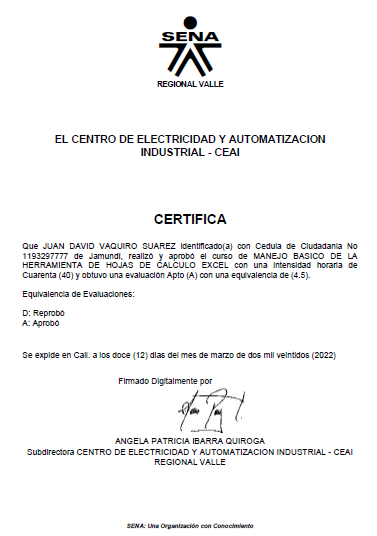 SENA
REGIONAL VALLE
EL CENTRO DE ELECTRICIDAD Y AUTOMATIZACION
INDUSTRIAL - CEAI
CERTIFICA
Que JUAN DAVID VAQUIRO SUAREZ Identificado(a) con Cedula de Ciudadania No
1193297777 de Jamundí, realizó y aprobó el curso de MANEJO BASICO DE LA
HERRAMIENTA DE HOJAS DE CALCULO EXCEL con una intensidad horaria de
Cuarenta (40) y obtuvo una evaluación Apto (A) con una equivalencia de (4.5).
Equivalencia de Evaluaciones:
D: Reprobó
A: Aprobó
Se expide en Cali. a los doce (12) días del mes de marzo de dos mil veintidos (2022)
Firmado Digitalmente por
ANGELA PATRICIA IBARRA QUIROGA
Subdirectora CENTRO DE ELECTRICIDAD Y AUTOMATIZACION INDUSTRIAL - CEAI
REGIONAL VALLE
SENA: Una Organización con Conocimiento